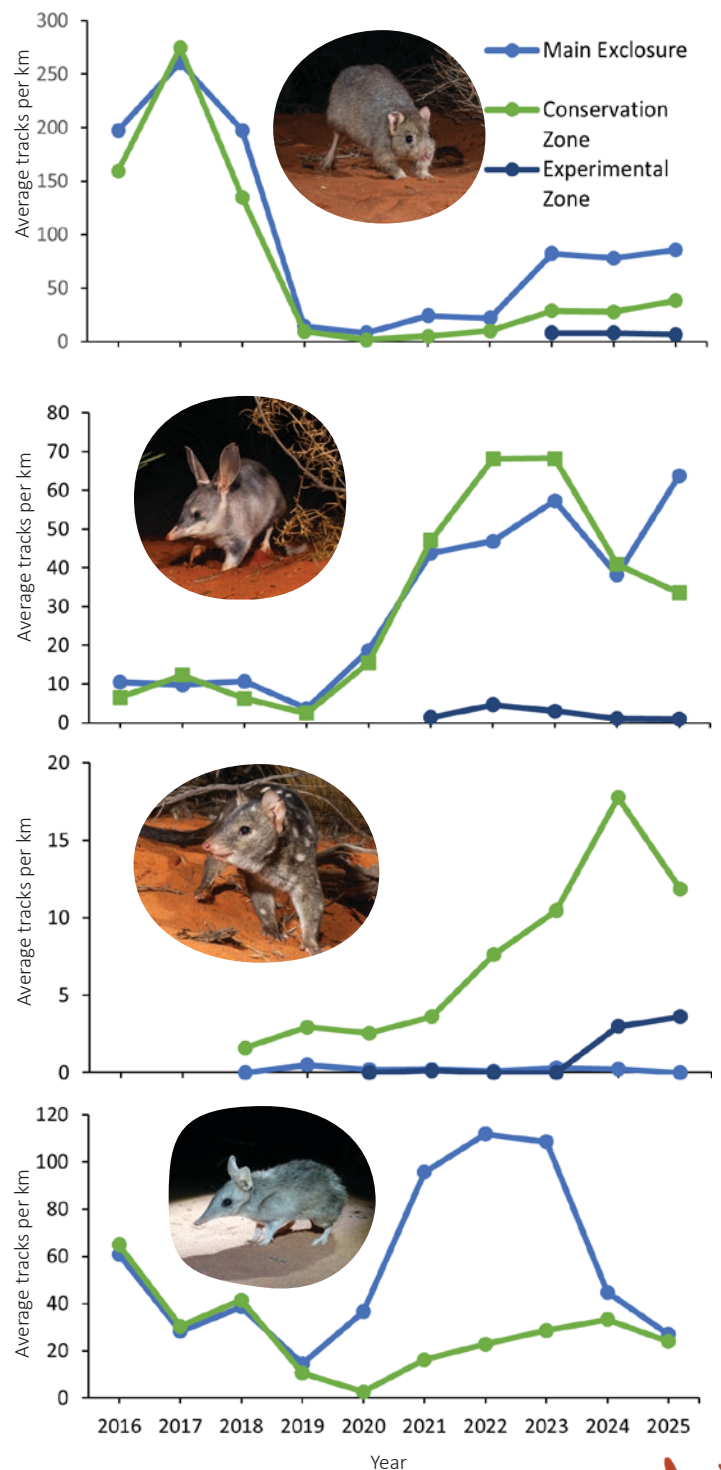 300
250
200
150
100
50
0
Average tracks per km
Main Exclosure
Conservation
Zone
Experimental
Zone
80
70
60
50
40
30
20
10
0
Average tracks per km
20
15
10
5
0
Average tracks per km
120
100
80
60
40
20
0
Average tracks per km
2016 2017 2018 2019 2020 2021 2022 2023 2024 2025
Year